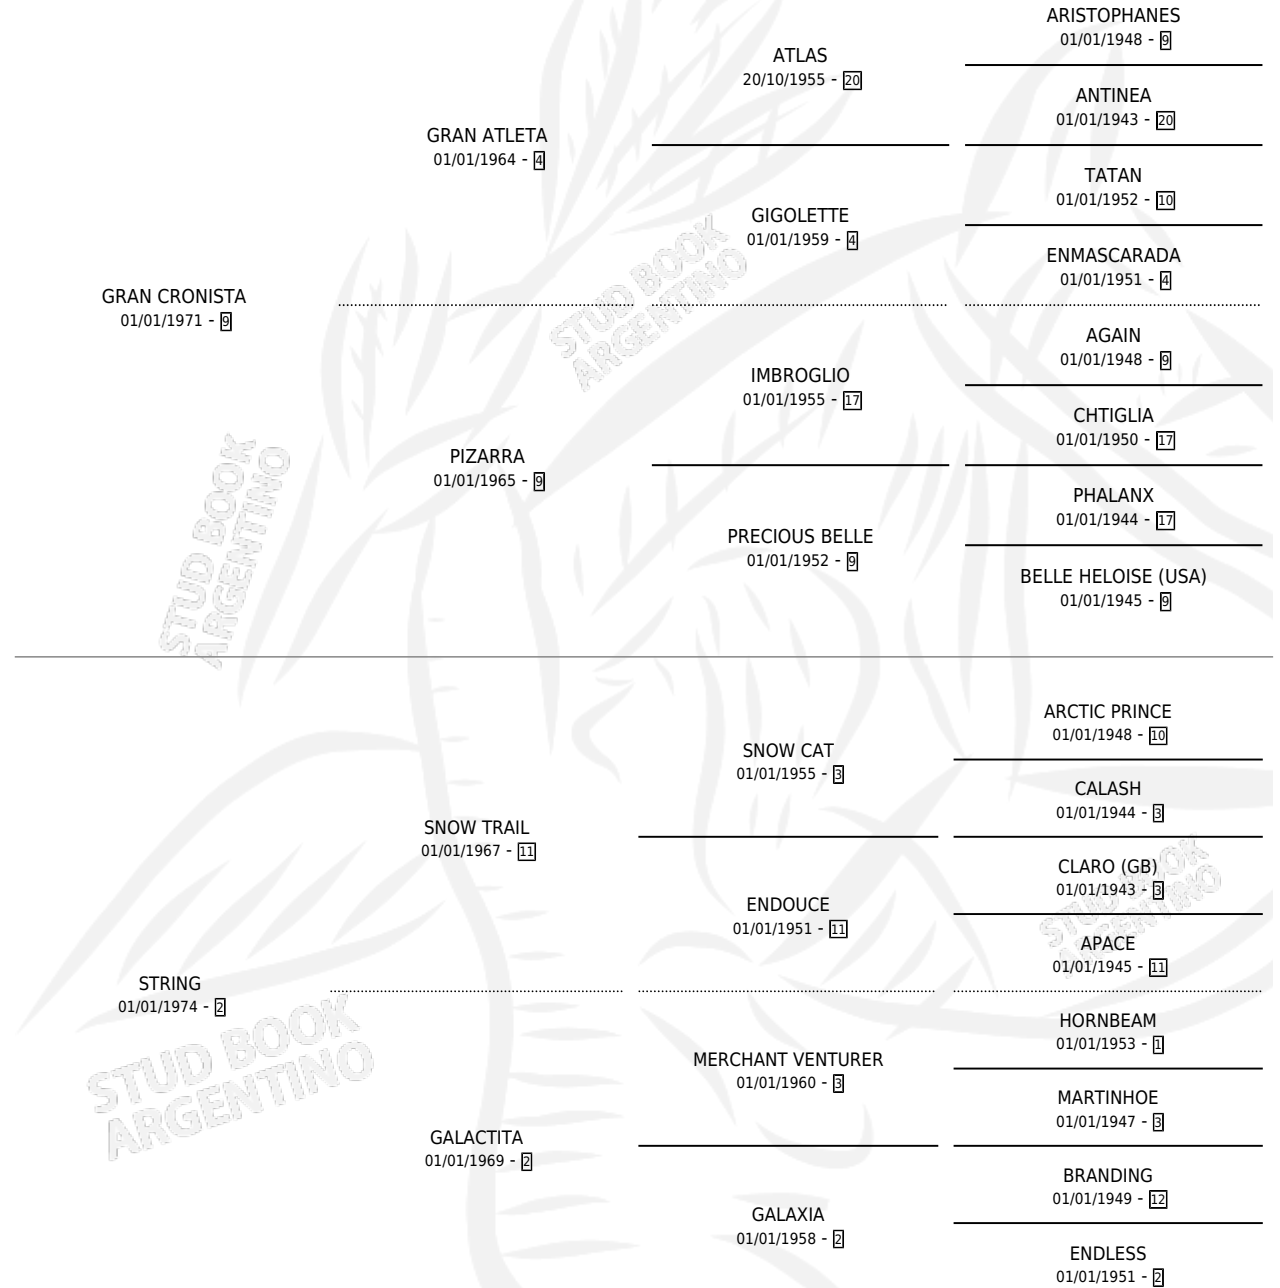 ARISTOPHANES
01/01/1948 - 9
ATLAS
20/10/1955 - 20
ANTINEA
01/01/1943 - 20
GRAN ATLETA
01/01/1964 - 4
TATAN
01/01/1952 - 10
GIGOLETTE
01/01/1959 - 4
ENMASCARADA
01/01/1951 - 4
GRAN CRONISTA
01/01/1971 - 9
AGAIN
01/01/1948 - 9
IMBROGLIO
01/01/1955 - 17
CHTIGLIA
01/01/1950 - 17
PIZARRA
01/01/1965 - 9
PHALANX
01/01/1944 - 17
PRECIOUS BELLE
01/01/1952 - 9
BELLE HELOISE (USA)
01/01/1945 - 9
ARCTIC PRINCE
01/01/1948 - 10
SNOW CAT
01/01/1955 - 3
CALASH
01/01/1944 - 3
SNOW TRAIL
01/01/1967 - 11
CLARO (GB)
01/01/1943 - 3
ENDOUCE
01/01/1951 - 11
APACE
01/01/1945 - 11
STRING
01/01/1974 - 2
HORNBEAM
01/01/1953 - 1
MERCHANT VENTURER
01/01/1960 - 3
MARTINHOE
01/01/1947 - 3
GALACTITA
01/01/1969 - 2
BRANDING
01/01/1949 - 12
GALAXIA
01/01/1958 - 2
ENDLESS
01/01/1951 - 2
STUD BOOK
ARGENTINO
STUD BOOK
ARGENTINO
STUD BOOK
ARGENTINO
STUD BOOK
ARGENTINO